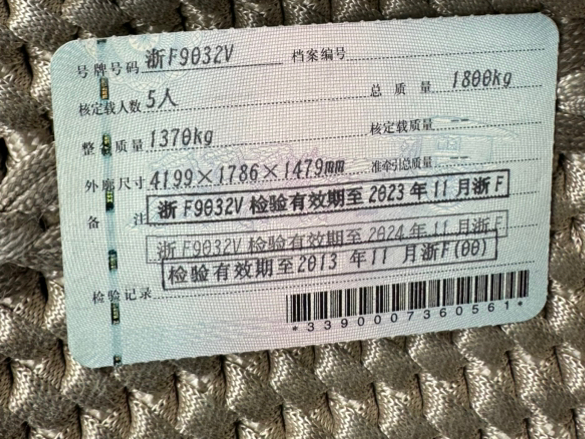 号牌号码 浙F9032V 档案编号
核定载人数 5人 总质量 1800kg
整备质量 1370kg 核定载质量 --
外廓尺寸 4199×1786×1479mm 准牵引总质量 --
备注 浙F9032V 检验有效期至2023年11月浙F
浙F9032V 检验有效期至2024年11月浙F
检验有效期至2013年11月浙F(00)
检验记录
*3390007360561*